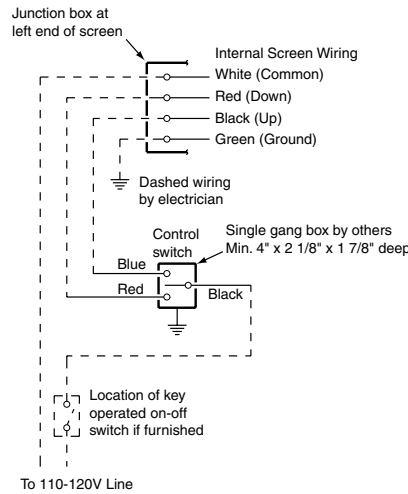 Junction box at
left end of screen
Internal Screen Wiring
White (Common)
Red (Down)
Black (Up)
Green (Ground)
Dashed wiring
by electrician
Single gang box by others
Min. 4" x 2 1/8" x 1 7/8" deep
Control
switch
Blue
Red
Black
Location of key
operated on-off
switch if furnished
To 110-120V Line